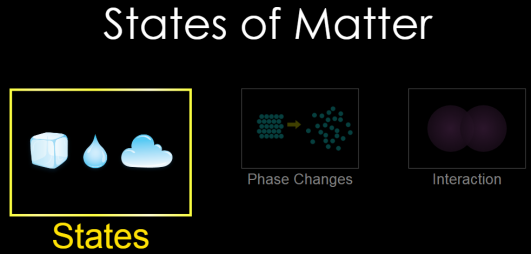 States of Matter
States
Phase Changes
Interaction